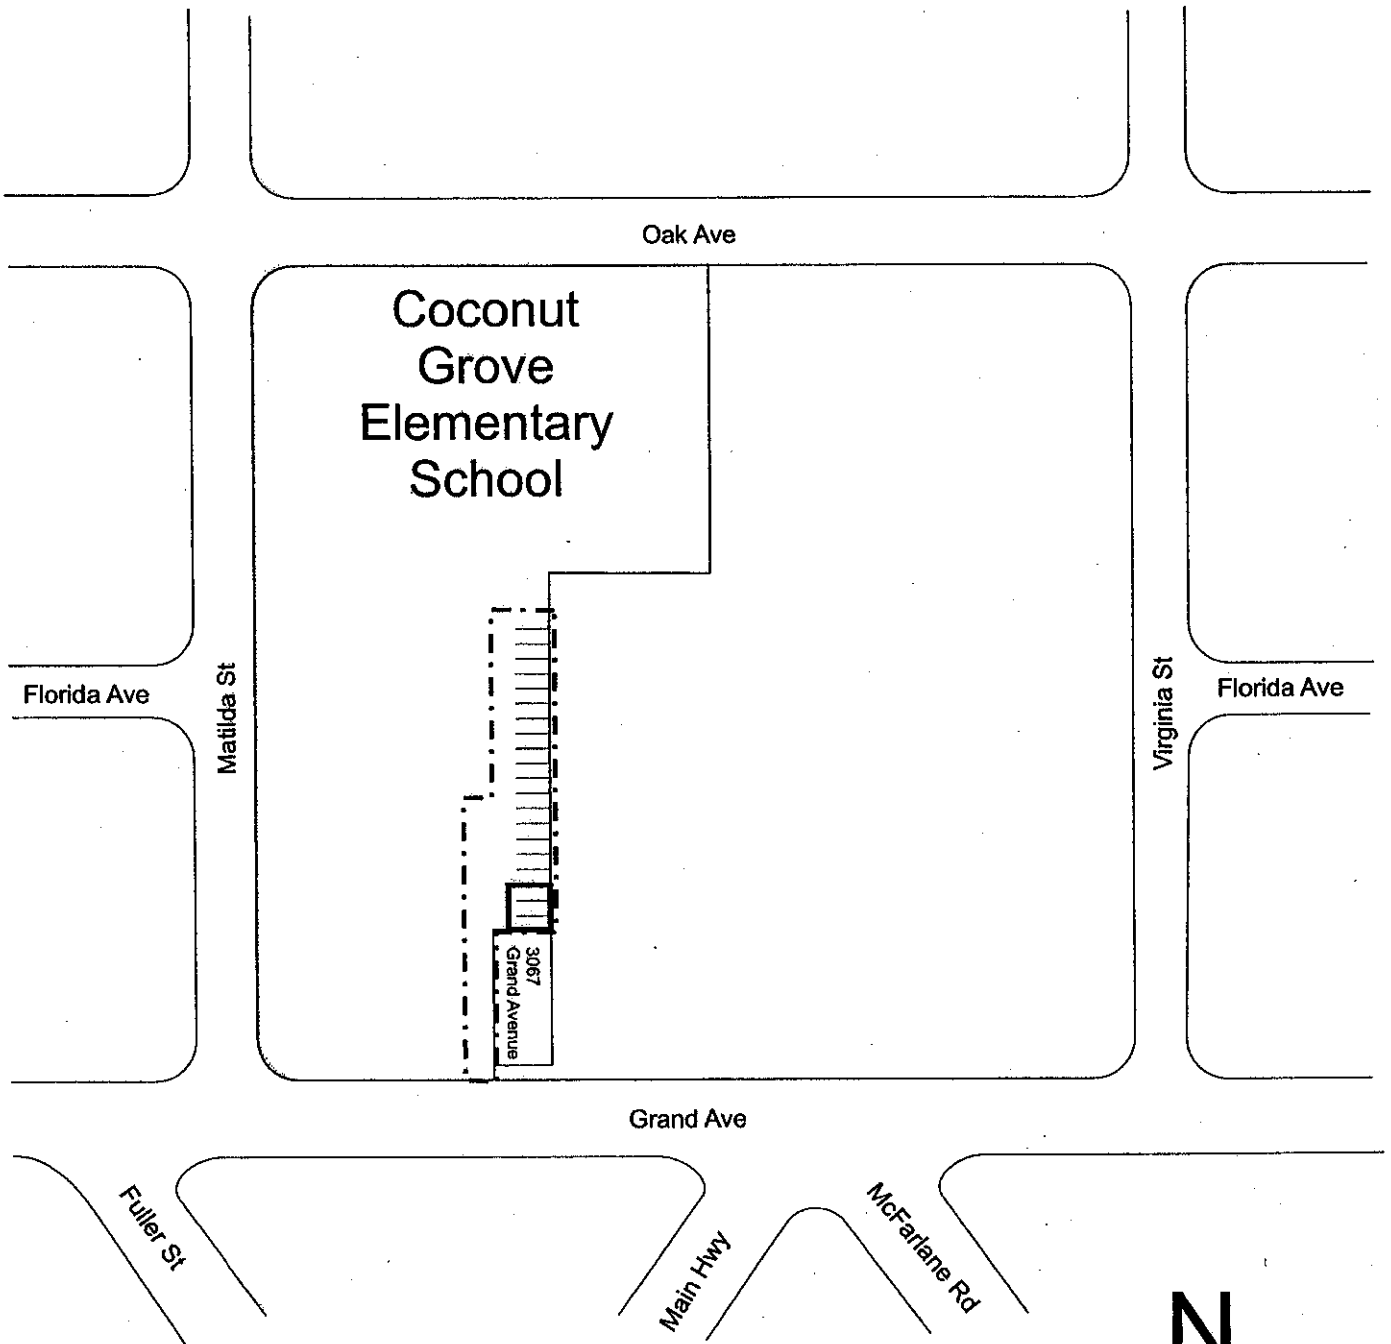 Oak Ave
Coconut
Grove
Elementary
School
Florida Ave
Matilda St
Virginia St
Florida Ave
3067
Grand Avenue
Grand Ave
Fuller St
Main Hwy
McFarlane Rd
N